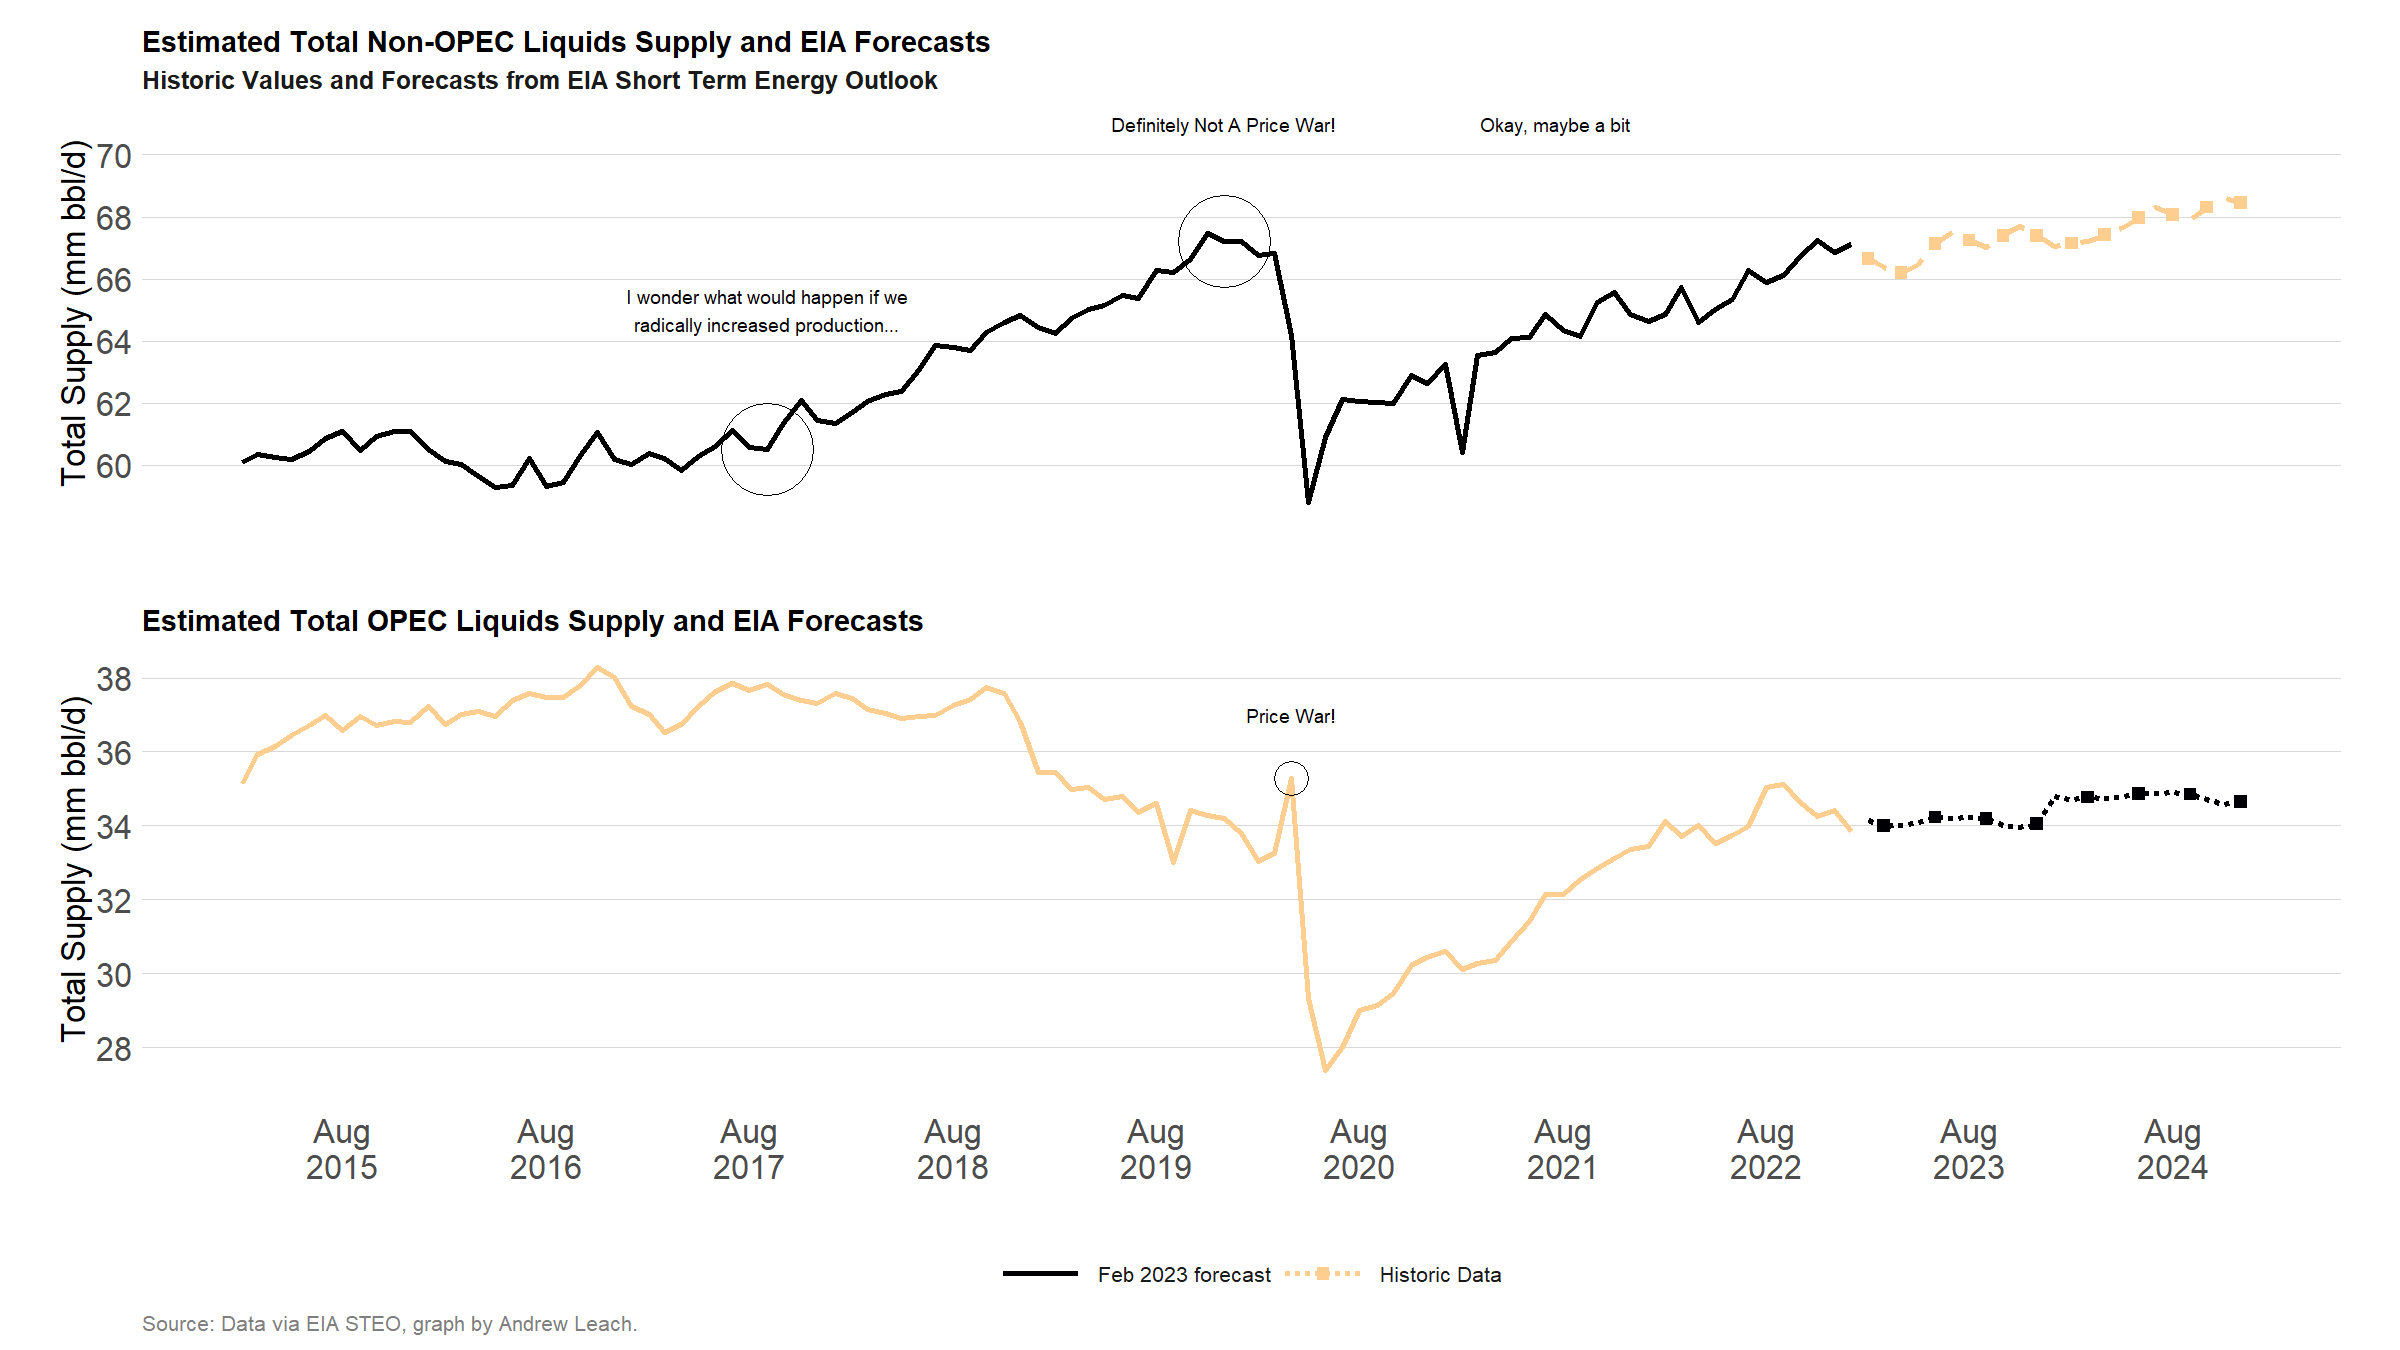 Estimated Total Non-OPEC Liquids Supply and EIA Forecasts
Historic Values and Forecasts from EIA Short Term Energy Outlook
Definitely Not A Price War!
Okay, maybe a bit
Total Supply (mm bbl/d)
70
68
66
64
62
60
I wonder what would happen if we
radically increased production...
Estimated Total OPEC Liquids Supply and EIA Forecasts
Total Supply (mm bbl/d)
38
36
34
32
30
28
Price War!
Aug
2015
Aug
2016
Aug
2017
Aug
2018
Aug
2019
Aug
2020
Aug
2021
Aug
2022
Aug
2023
Aug
2024
Feb 2023 forecast
Historic Data
Source: Data via EIA STEO, graph by Andrew Leach.